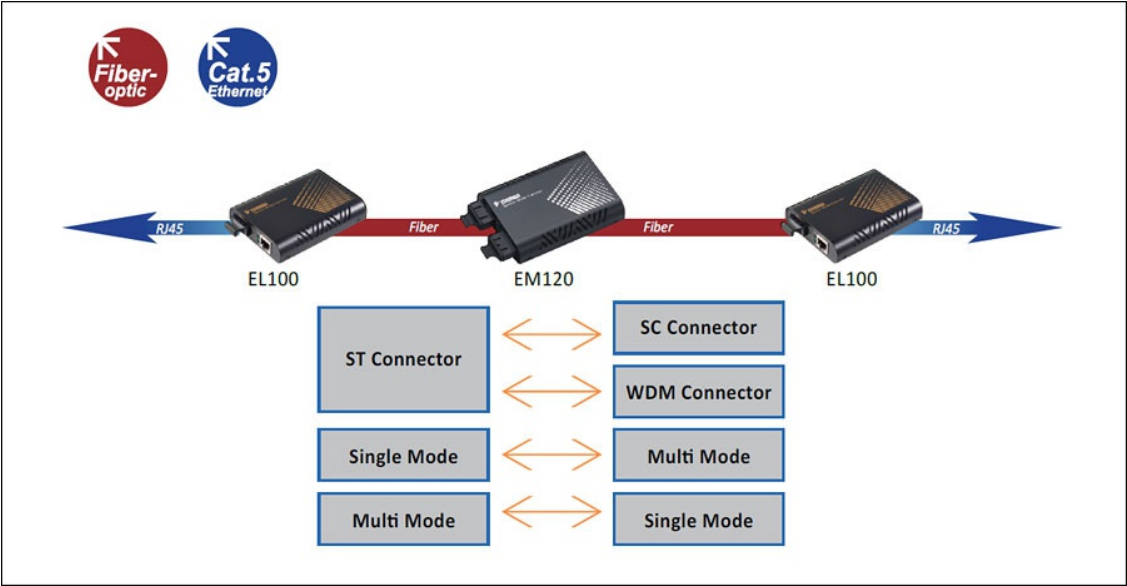 Fiber-
optic
Cat.5
Ethernet
RJ45
Fiber
Fiber
RJ45
EL100
EM120
EL100
ST Connector
SC Connector
WDM Connector
Single Mode
Multi Mode
Multi Mode
Single Mode